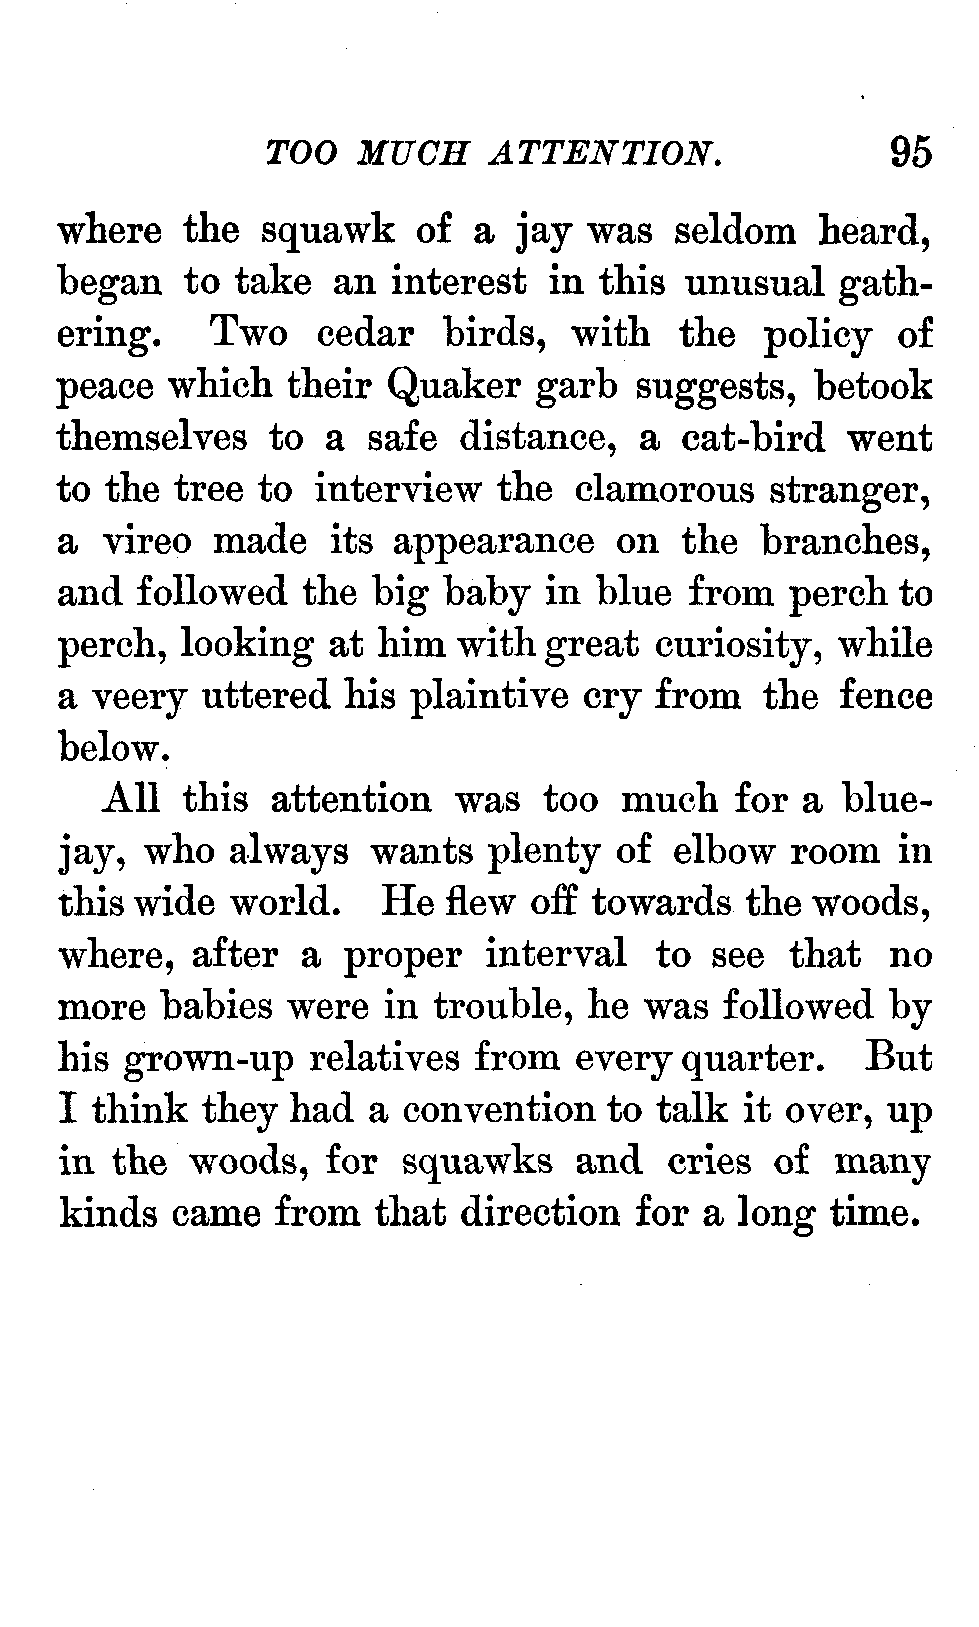 TOO MUCH ATTENTION. 95
where the squawk of a jay was seldom heard,
began to take an interest in this unusual gath-
ering. Two cedar birds, with the policy of
peace which their Quaker garb suggests, betook
themselves to a safe distance, a cat-bird went
to the tree to interview the clamorous stranger,
a vireo made its appearance on the branches,
and followed the big baby in blue from perch to
perch, looking at him with great curiosity, while
a veery uttered his plaintive cry from the fence
below.
All this attention was too much for a blue-
jay, who always wants plenty of elbow room in
this wide world. He flew off towards the woods,
where, after a proper interval to see that no
more babies were in trouble, he was followed by
his grown-up relatives from every quarter. But
I think they had a convention to talk it over, up
in the woods, for squawks and cries of many
kinds came from that direction for a long time.